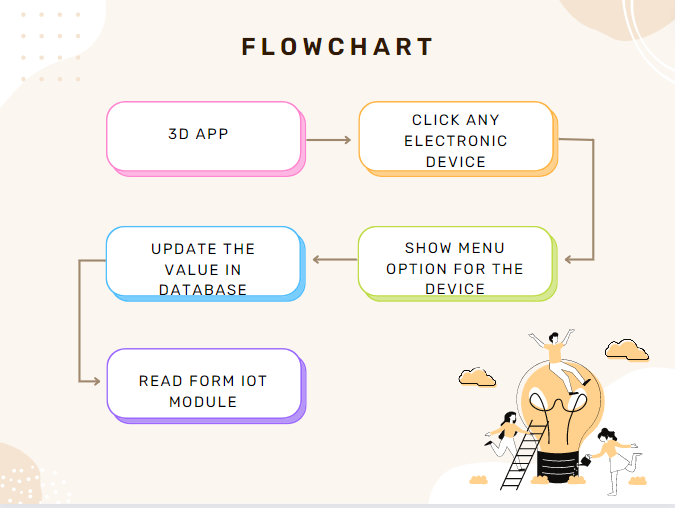 FLOWCHART
3D APP
CLICK ANY
ELECTRONIC
DEVICE
SHOW MENU
OPTION FOR THE
DEVICE
UPDATE THE
VALUE IN
DATABASE
READ FORM IOT
MODULE